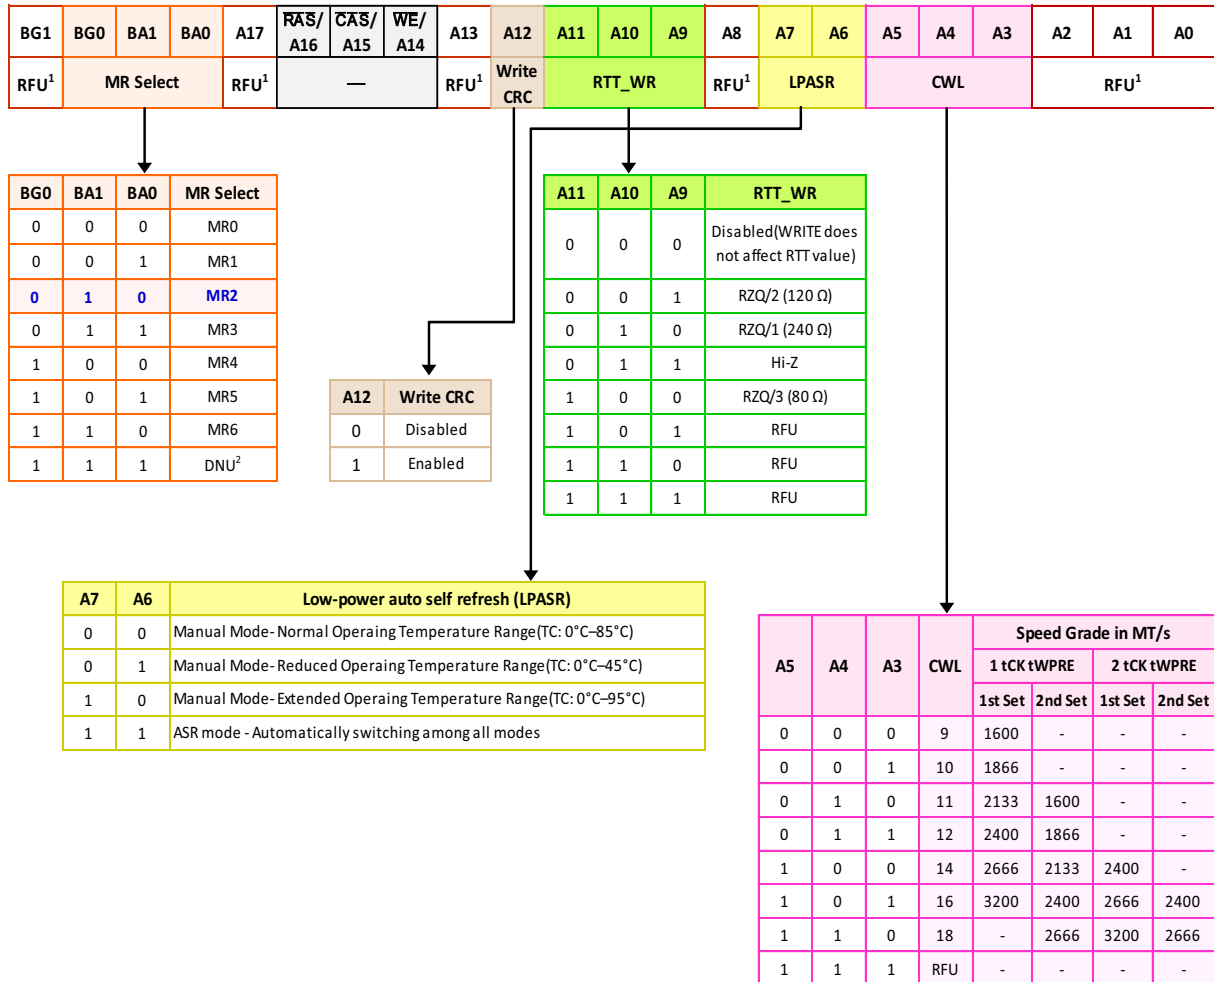 BG1 BG0 BA1 BA0 A17 RAS/ A16 CAS/ A15 WE/ A14 A13 A12 A11 A10 A9 A8 A7 A6 A5 A4 A3 A2 A1 A0
RFU1 MR Select RFU1 — RFU1 Write CRC RTT_WR RFU1 LPASR CWL RFU1
BG0 BA1 BA0 MR Select
0 0 0 MR0
0 0 1 MR1
0 1 0 MR2
0 1 1 MR3
1 0 0 MR4
1 0 1 MR5
1 1 0 MR6
1 1 1 DNU2
A12 Write CRC
0 Disabled
1 Enabled
A11 A10 A9 RTT_WR
0 0 0 Disabled(WRITE does
not affect RTT value)
0 0 1 RZQ/2 (120 Ω)
0 1 0 RZQ/1 (240 Ω)
0 1 1 Hi-Z
1 0 0 RZQ/3 (80 Ω)
1 0 1 RFU
1 1 0 RFU
1 1 1 RFU
A7 A6 Low-power auto self refresh (LPASR)
0 0 Manual Mode- Normal Operaing Temperature Range(TC: 0°C–85°C)
0 1 Manual Mode- Reduced Operaing Temperature Range(TC: 0°C–45°C)
1 0 Manual Mode- Extended Operaing Temperature Range(TC: 0°C–95°C)
1 1 ASR mode - Automatically switching among all modes
A5 A4 A3 CWL Speed Grade in MT/s
1 tCK tWPRE 2 tCK tWPRE
1st Set 2nd Set 1st Set 2nd Set
0 0 0 9 1600 - - -
0 0 1 10 1866 - - -
0 1 0 11 2133 1600 - -
0 1 1 12 2400 1866 - -
1 0 0 14 2666 2133 2400 -
1 0 1 16 3200 2400 2666 2400
1 1 0 18 - 2666 3200 2666
1 1 1 RFU - - - -